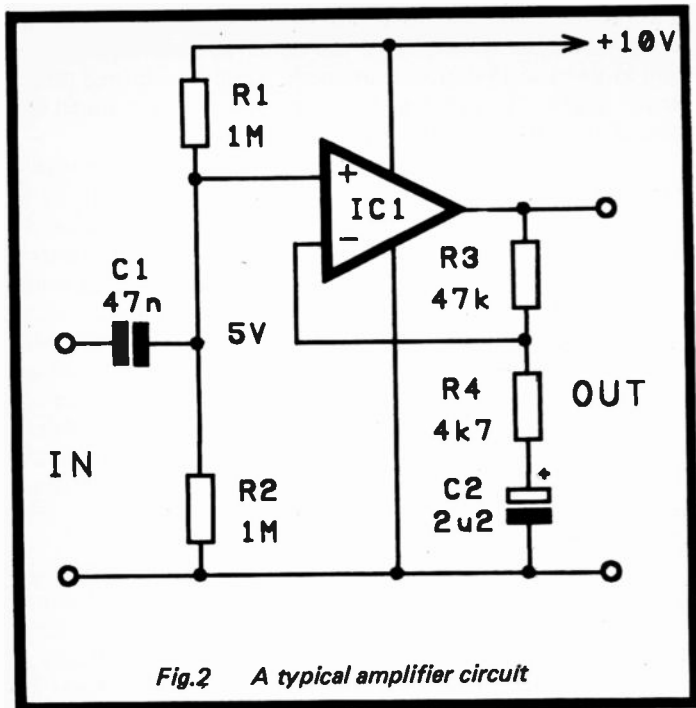 +10V
R1
1M
+
IC1
−
C1
47n
5V
R3
47k
R4
4k7
OUT
IN
R2
1M
C2
+
2u2
Fig.2 A typical amplifier circuit